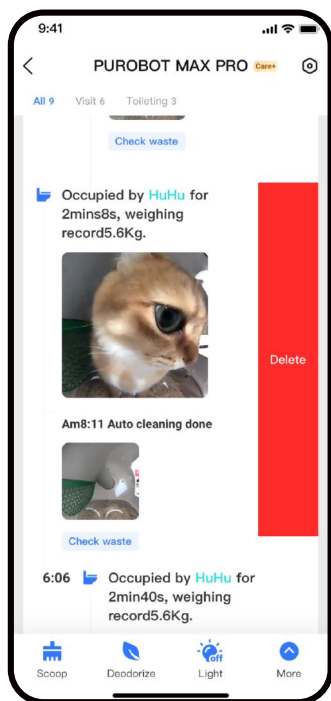 9:41
PUROBOT MAX PRO Care+
All 9 Visit 6 Toileting 3
Check waste
Occupied by HuHu for
2mins8s, weighing
record5.6Kg.
Delete
Am8:11 Auto cleaning done
Check waste
6:06 Occupied by HuHu for
2min40s, weighing
record5.6Kg.
off
Scoop Deodorize Light More